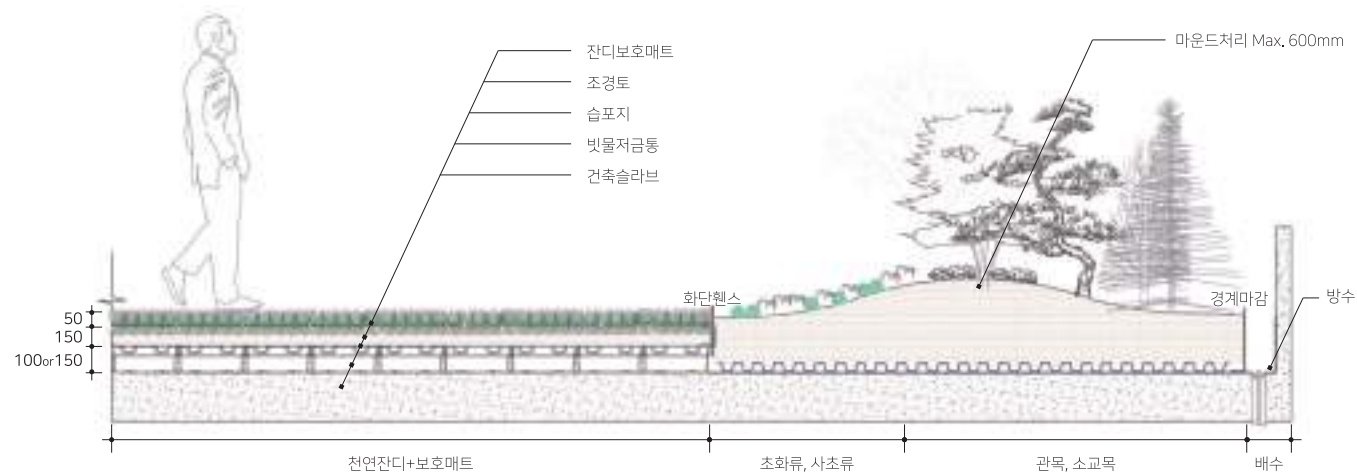 잔디보호매트
조경토
습포지
빗물저금통
건축슬라브
마운드처리 Max. 600mm
화단휀스
경계마감
방수
50
150
100or150
천연잔디+보호매트
초화류, 사초류
관목, 소교목
배수